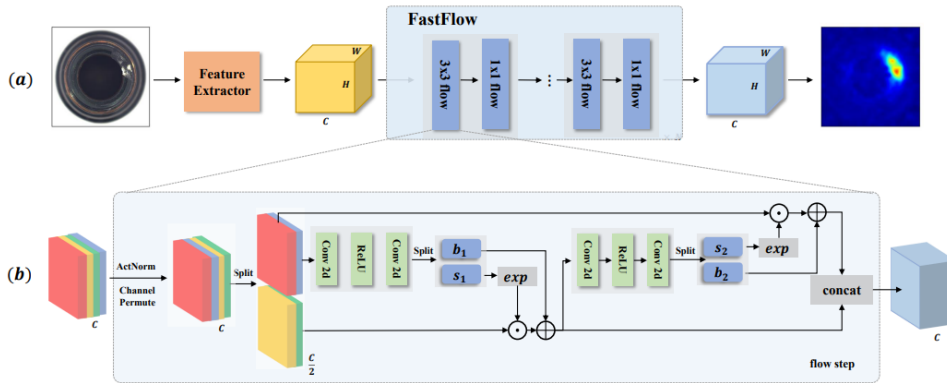 FastFlow
(a)
Feature
Extractor
W
H
C
3x3 flow
1x1 flow
...
3x3 flow
1x1 flow
W
H
C
(b)
C
ActNorm
Channel
Permute
C
Split
C/2
Conv 2d
ReLU
Conv 2d
Split
b1
s1
exp
Conv 2d
ReLU
Conv 2d
Split
s2
b2
exp
concat
C
flow step